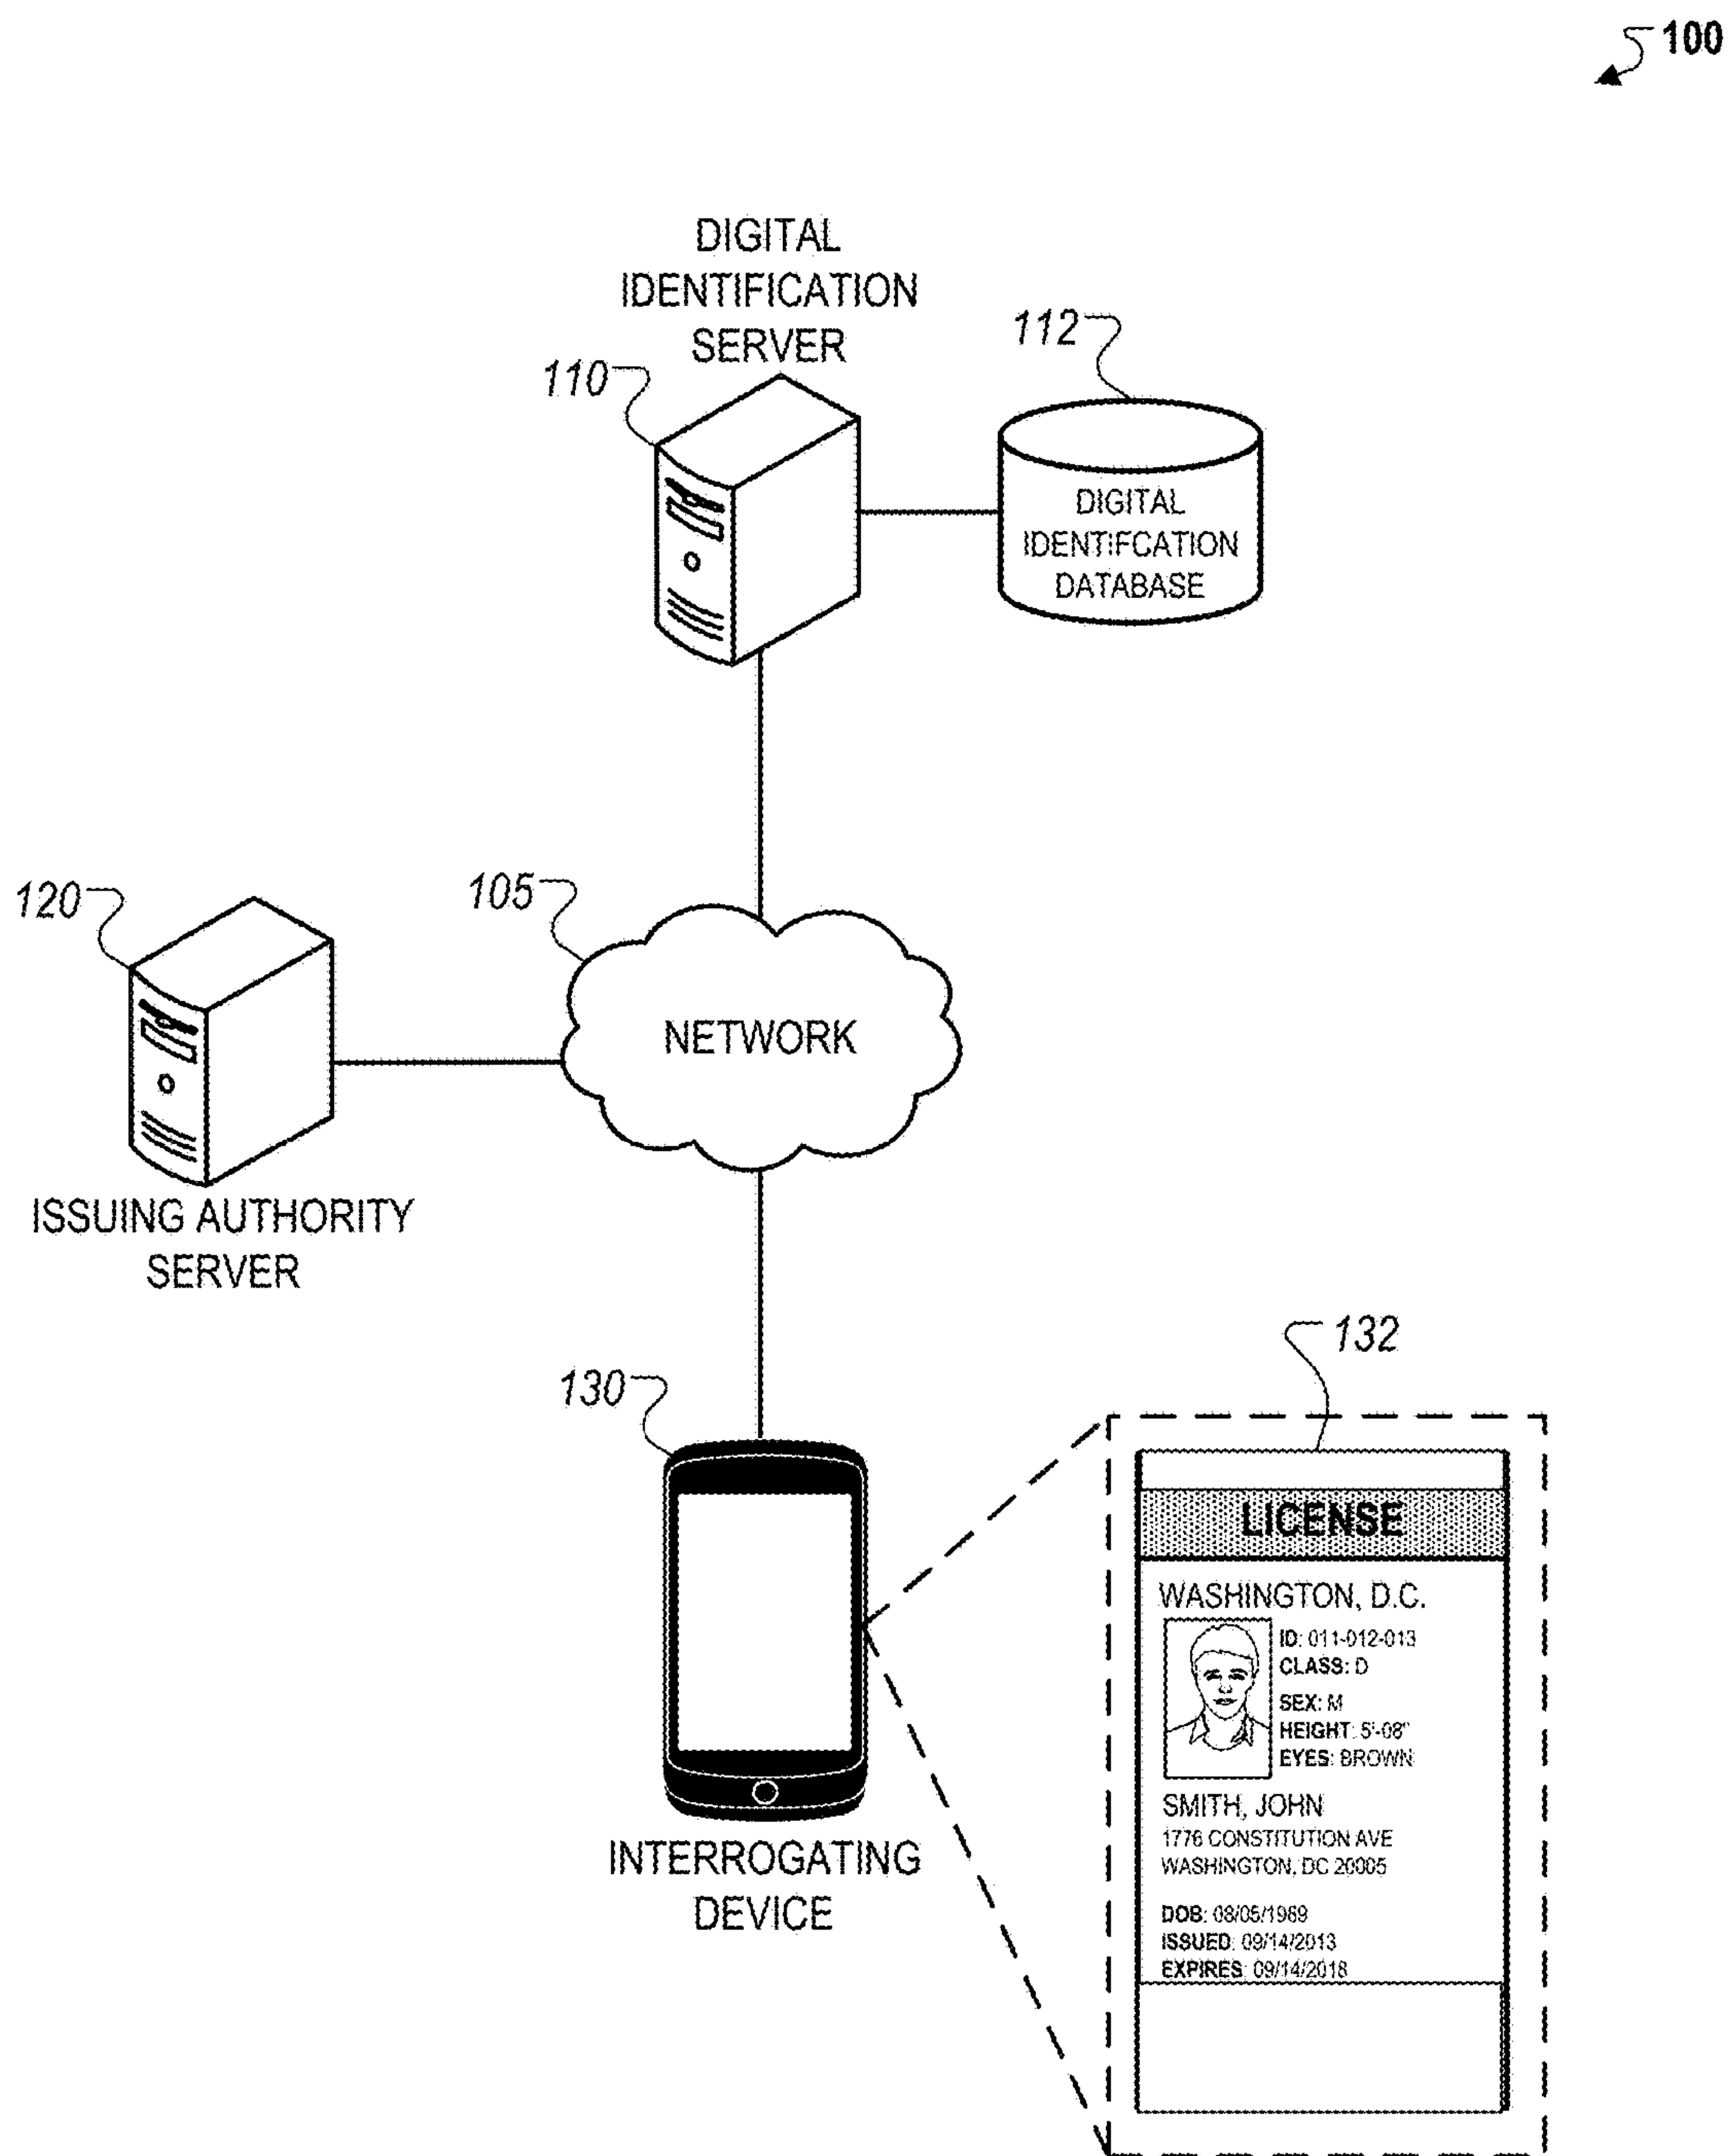 100
DIGITAL
IDENTIFICATION
SERVER
110
112
DIGITAL
IDENTIFCATION
DATABASE
120
105
NETWORK
ISSUING AUTHORITY
SERVER
130
132
LICENSE
WASHINGTON, D.C.
ID: 011-012-013
CLASS: D
SEX: M
HEIGHT: 5'-08"
EYES: BROWN
SMITH, JOHN
1776 CONSTITUTION AVE
WASHINGTON, DC 20005
DOB: 08/05/1989
ISSUED: 09/14/2013
EXPIRES: 09/14/2018
INTERROGATING
DEVICE